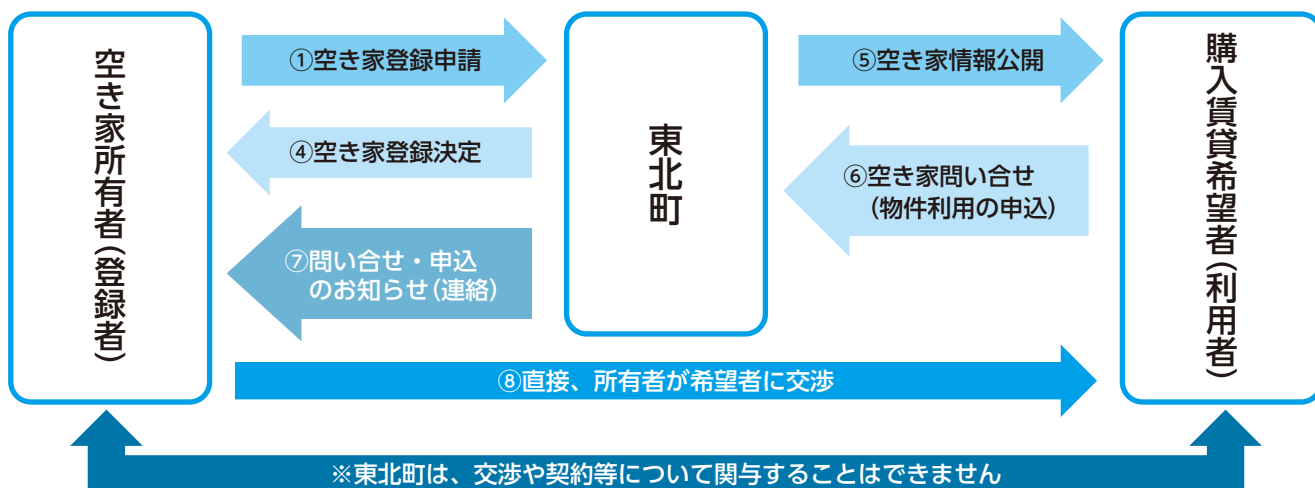 空き家所有者(登録者)
①空き家登録申請
④空き家登録決定
⑦問い合せ・申込
のお知らせ(連絡)
東北町
⑤空き家情報公開
⑥空き家問い合せ
(物件利用の申込)
購入賃貸希望者(利用者)
⑧直接、所有者が希望者に交渉
※東北町は、交渉や契約等について関与することはできません